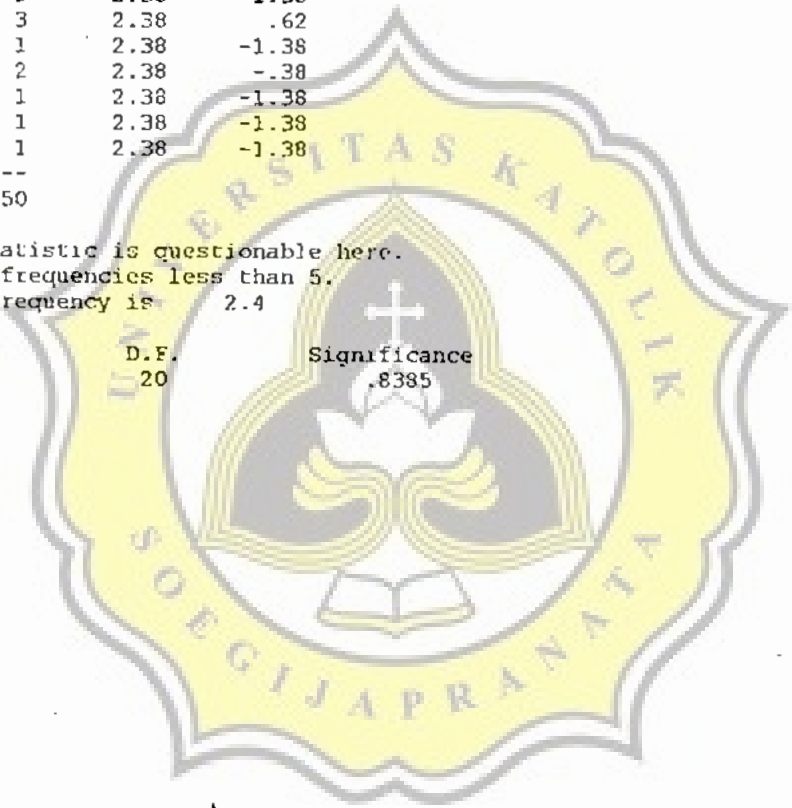 3 2.38 .62
1 2.38 -1.38
2 2.38 -.38
1 2.38 -1.38
1 2.38 -1.38
1 2.38 -1.38
--
50
atistic is questionable here.
frequencies less than 5.
requency is 2.4
D.F. Significance
20 .8385
UNIVERSITAS KATOLIK
SOEGIJAPRANATA